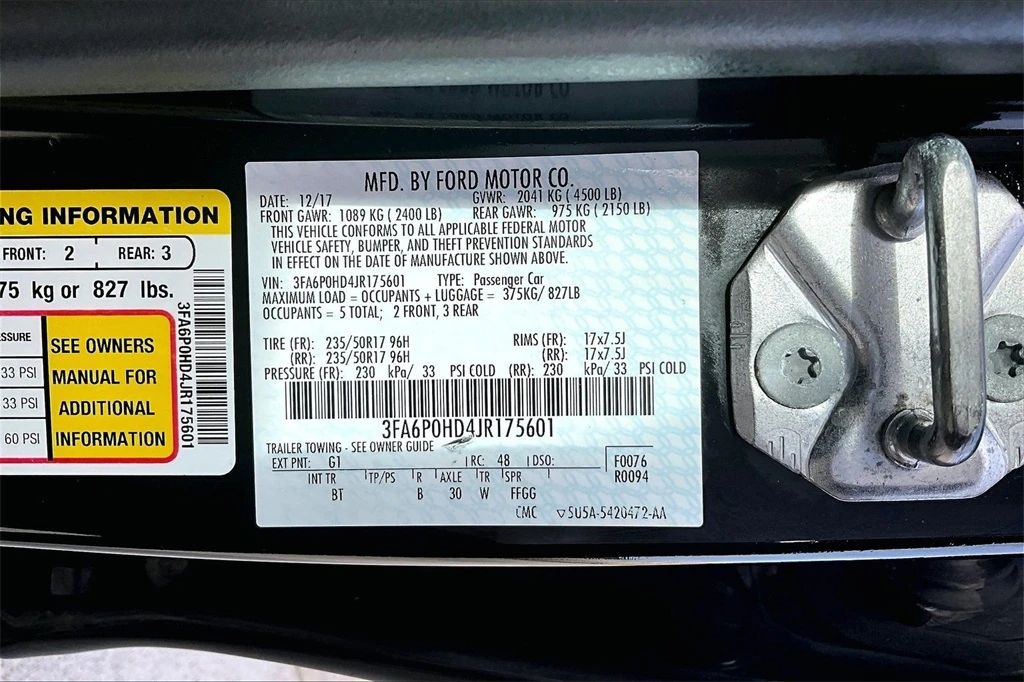 NG INFORMATION
FRONT: 2 REAR: 3
75 kg or 827 lbs.
SSURE
33 PSI
33 PSI
60 PSI
SEE OWNERS
MANUAL FOR
ADDITIONAL
INFORMATION
3FA6P0HD4JR175601
MFD. BY FORD MOTOR CO.
DATE: 12/17 GVWR: 2041 KG ( 4500 LB)
FRONT GAWR: 1089 KG ( 2400 LB) REAR GAWR: 975 KG ( 2150 LB)
THIS VEHICLE CONFORMS TO ALL APPLICABLE FEDERAL MOTOR
VEHICLE SAFETY, BUMPER, AND THEFT PREVENTION STANDARDS
IN EFFECT ON THE DATE OF MANUFACTURE SHOWN ABOVE.
VIN: 3FA6P0HD4JR175601 TYPE: Passenger Car
MAXIMUM LOAD = OCCUPANTS + LUGGAGE = 375KG/ 827LB
OCCUPANTS = 5 TOTAL; 2 FRONT, 3 REAR
TIRE (FR): 235/50R17 96H RIMS (FR): 17x7.5J
(RR): 235/50R17 96H (RR): 17x7.5J
PRESSURE (FR): 230 kPa/ 33 PSI COLD (RR): 230 kPa/ 33 PSI COLD
3FA6P0HD4JR175601
TRAILER TOWING - SEE OWNER GUIDE
EXT PNT: G1 RC: 48 DSO: F0076
INT TR TP/PS R AXLE TR SPR R0094
BT B 30 W FFGG
CMC ▽5U5A-5420472-AA